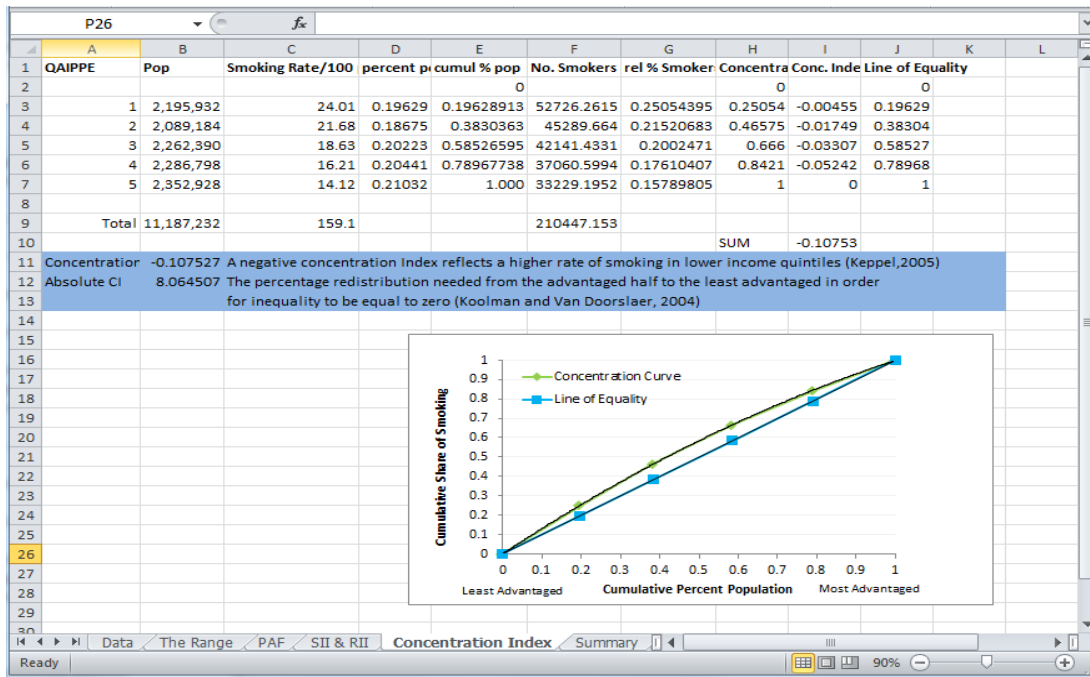 P26 fx
A B C D E F G H I J K L
1 QAIPPE Pop Smoking Rate/100 percent p cumul % pop No. Smokers rel % Smoker Concentra Conc. Inde Line of Equality
2 0 0 0
3 1 2,195,932 24.01 0.19629 0.19628913 52726.2615 0.25054395 0.25054 -0.00455 0.19629
4 2 2,089,184 21.68 0.18675 0.3830363 45289.664 0.21520683 0.46575 -0.01749 0.38304
5 3 2,262,390 18.63 0.20223 0.58526595 42141.4331 0.2002471 0.666 -0.03307 0.58527
6 4 2,286,798 16.21 0.20441 0.78967738 37060.5994 0.17610407 0.8421 -0.05242 0.78968
7 5 2,352,928 14.12 0.21032 1.000 33229.1952 0.15789805 1 0 1
8
9 Total 11,187,232 159.1 210447.153
10 SUM -0.10753
11 Concentration -0.107527 A negative concentration Index reflects a higher rate of smoking in lower income quintiles (Keppel,2005)
12 Absolute CI 8.064507 The percentage redistribution needed from the advantaged half to the least advantaged in order
13 for inequality to be equal to zero (Koolman and Van Doorslaer, 2004)
14
15
16
17
18
19
20
21
22
23
24
25
26
27
28
29
30
Cumulative Share of Smoking
1
0.9
0.8
0.7
0.6
0.5
0.4
0.3
0.2
0.1
0
Concentration Curve
Line of Equality
0 0.1 0.2 0.3 0.4 0.5 0.6 0.7 0.8 0.9 1
Least Advantaged Cumulative Percent Population Most Advantaged
Data The Range PAF SII & RII Concentration Index Summary
Ready 90%